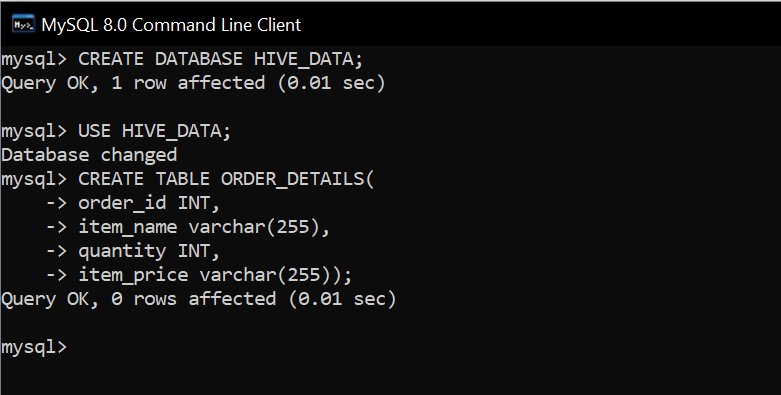 MySQL 8.0 Command Line Client
mysql> CREATE DATABASE HIVE_DATA;
Query OK, 1 row affected (0.01 sec)
mysql> USE HIVE_DATA;
Database changed
mysql> CREATE TABLE ORDER_DETAILS(
    -> order_id INT,
    -> item_name varchar(255),
    -> quantity INT,
    -> item_price varchar(255));
Query OK, 0 rows affected (0.01 sec)
mysql>